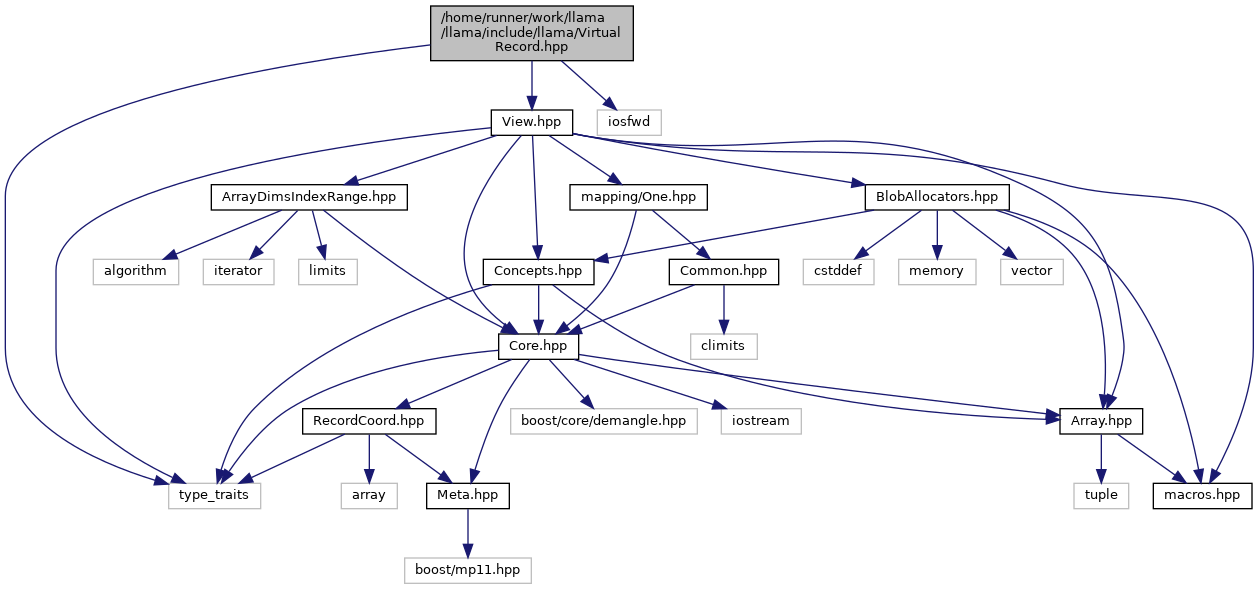 /home/runner/work/llama
/llama/include/llama/Virtual
Record.hpp
View.hpp
iosfwd
ArrayDimsIndexRange.hpp
mapping/One.hpp
BlobAllocators.hpp
algorithm
iterator
limits
Concepts.hpp
Common.hpp
cstddef
memory
vector
Core.hpp
climits
RecordCoord.hpp
boost/core/demangle.hpp
iostream
Array.hpp
type_traits
array
Meta.hpp
tuple
macros.hpp
boost/mp11.hpp